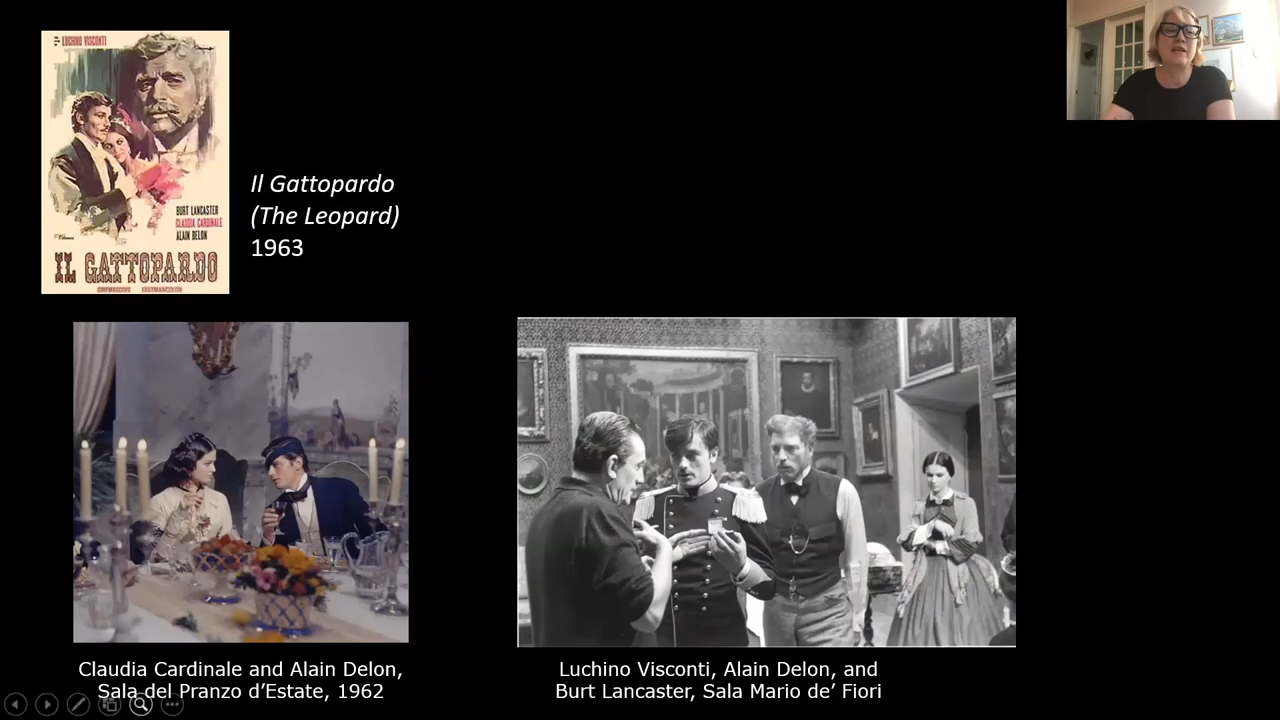 LUCHINO VISCONTI
BURT LANCASTER
CLAUDIA CARDINALE
ALAIN DELON
IL GATTOPARDO
Il Gattopardo
(The Leopard)
1963
Claudia Cardinale and Alain Delon,
Sala del Pranzo d’Estate, 1962
Luchino Visconti, Alain Delon, and
Burt Lancaster, Sala Mario de’ Fiori